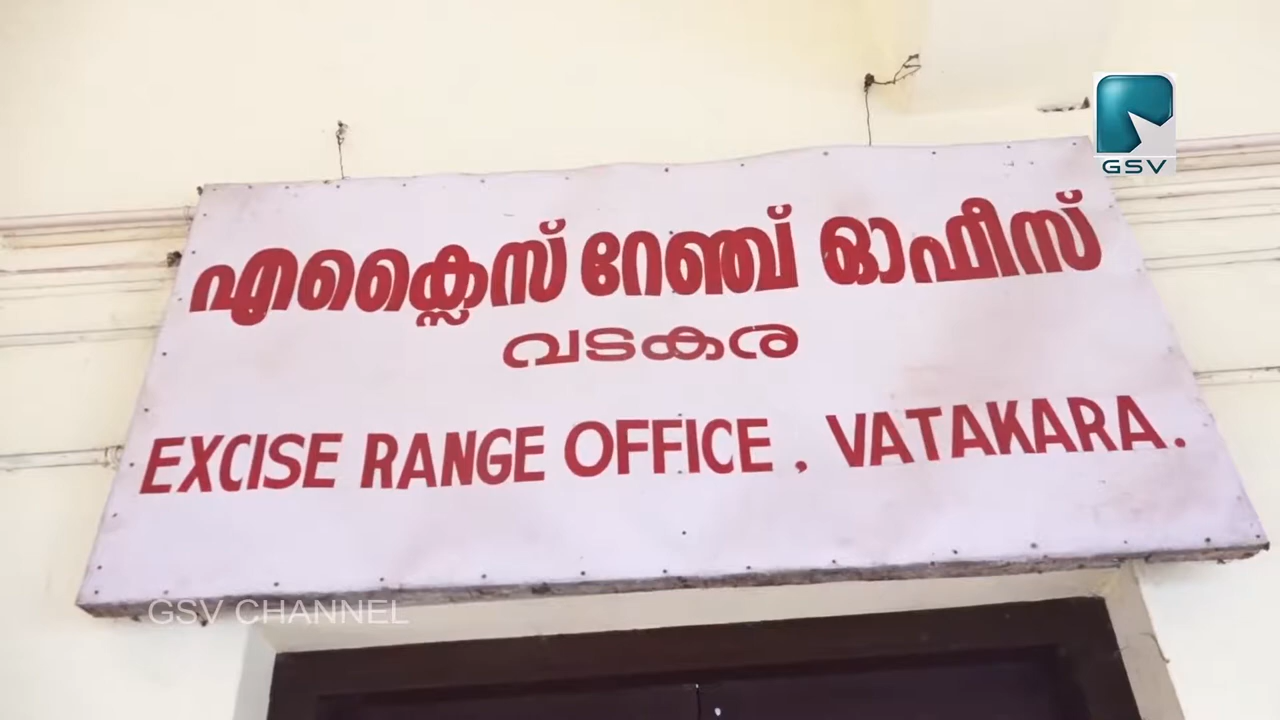 GSV
എക്സൈസ് റേഞ്ച് ഓഫീസ്
വടകര
EXCISE RANGE OFFICE, VATAKARA.
GSV CHANNEL